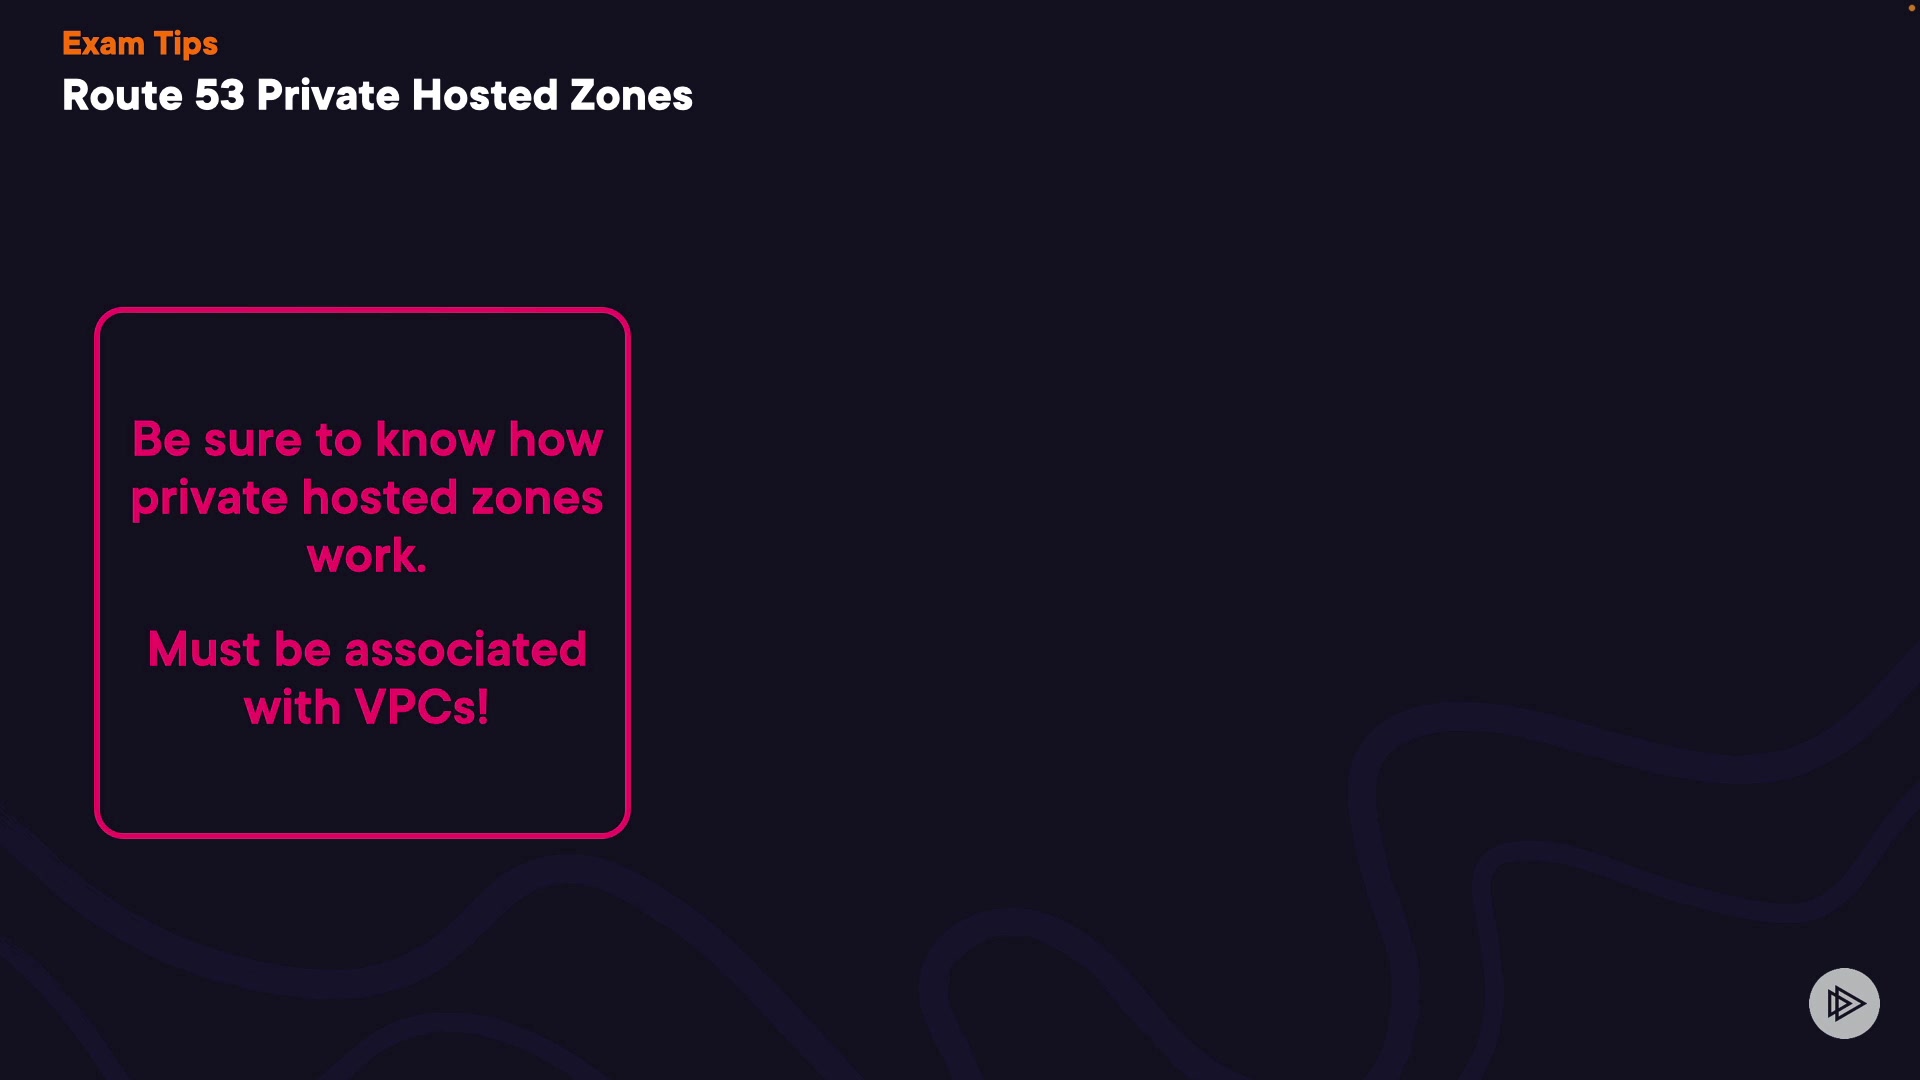 Exam Tips
Route 53 Private Hosted Zones
Be sure to know how
private hosted zones
work.
Must be associated
with VPCs!